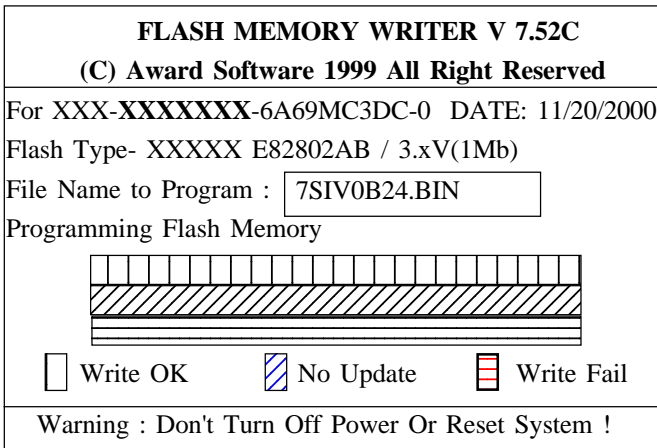 FLASH MEMORY WRITER V 7.52C
(C) Award Software 1999 All Right Reserved
For XXX-XXXXXXX-6A69MC3DC-0 DATE: 11/20/2000
Flash Type- XXXXX E82802AB / 3.xV(1Mb)
File Name to Program : 7SIV0B24.BIN
Programming Flash Memory
Write OK No Update Write Fail
Warning : Don't Turn Off Power Or Reset System !